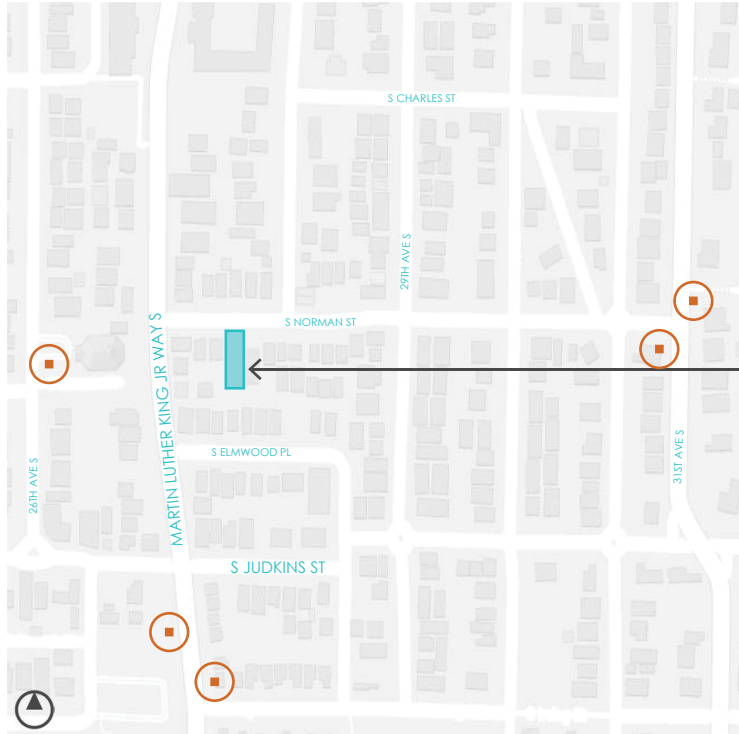 S CHARLES ST
29TH AVE S
S NORMAN ST
MARTIN LUTHER KING JR WAY S
S ELMWOOD PL
31ST AVE S
26TH AVE S
S JUDKINS ST